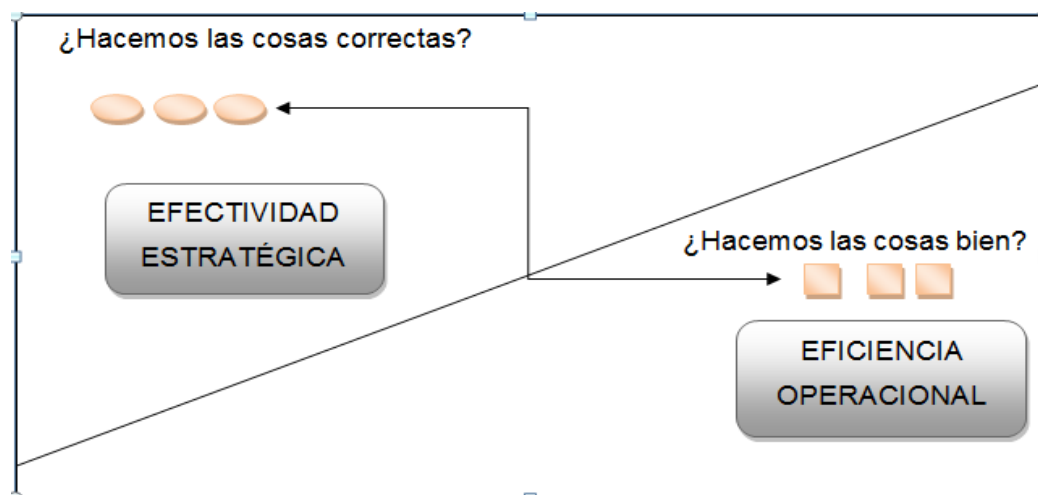 ¿Hacemos las cosas correctas?
EFECTIVIDAD
ESTRATÉGICA
¿Hacemos las cosas bien?
EFICIENCIA
OPERACIONAL